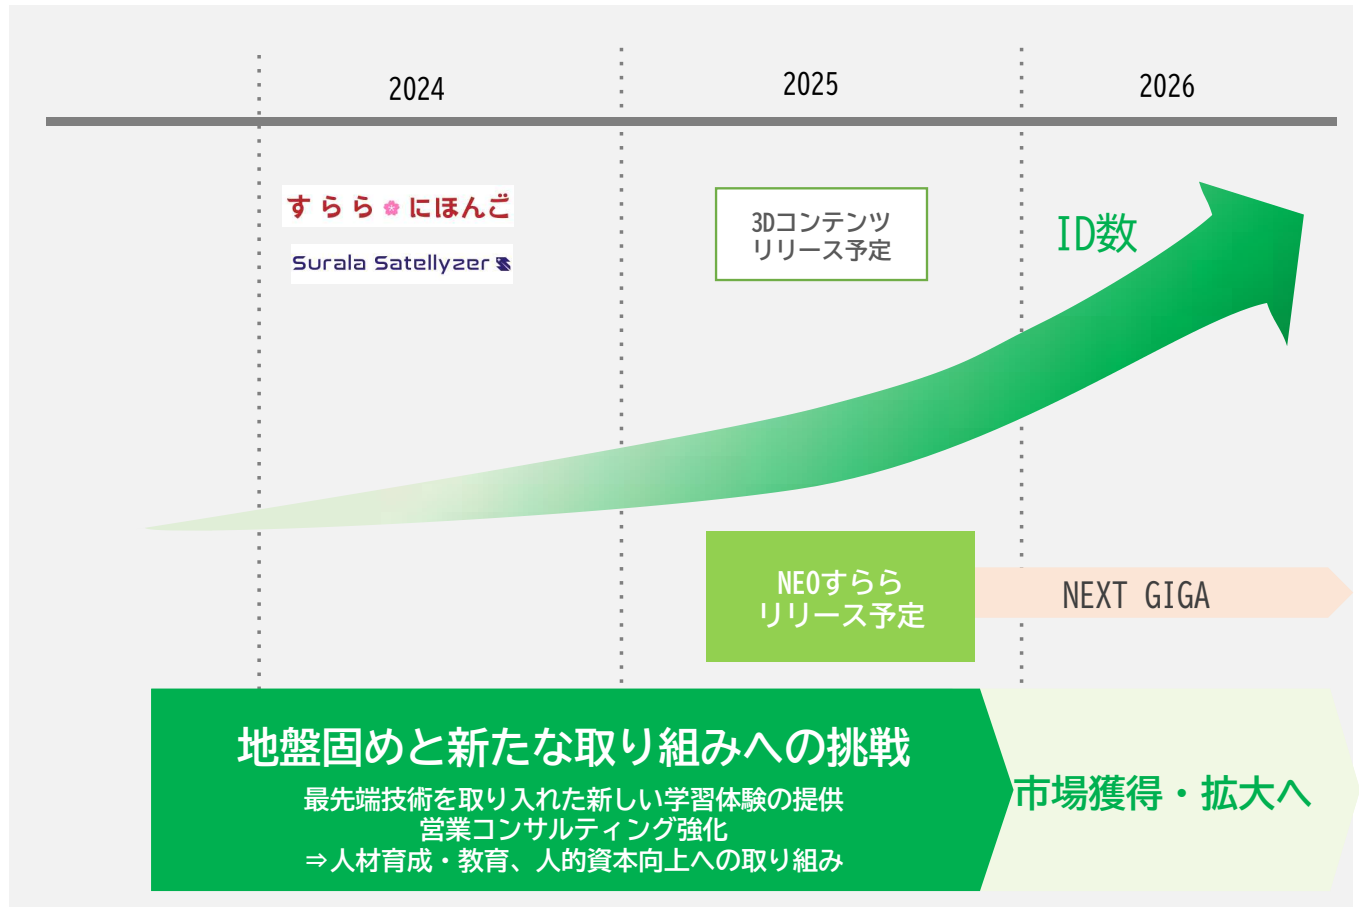 2024
2025
2026
すらら にほんご
Surala Satellyzer
3Dコンテンツ
リリース予定
ID数
NEOすらら
リリース予定
NEXT GIGA
地盤固めと新たな取り組みへの挑戦
最先端技術を取り入れた新しい学習体験の提供
営業コンサルティング強化
⇒人材育成・教育、人的資本向上への取り組み
市場獲得・拡大へ